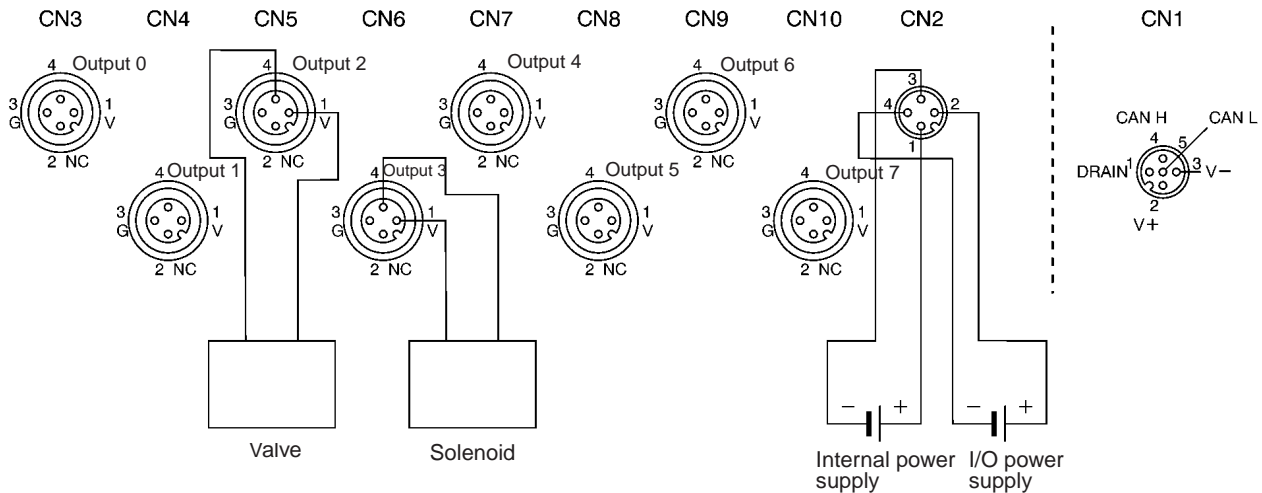 CN3 CN4 CN5 CN6 CN7 CN8 CN9 CN10 CN2 CN1
4 Output 0 4 Output 2 4 Output 4 4 Output 6 3
3 1 3 1 3 1 3 1 4 2
G V G V G V G V
2 NC 2 NC 2 NC 2 NC 1
CAN H CAN L
4 5
DRAIN 1 3 V−
2
V+
4 Output 1 4 Output 3 4 Output 5 4 Output 7
3 1 3 1 3 1 3 1
G V G V G V G V
2 NC 2 NC 2 NC 2 NC
− + − +
Valve Solenoid
Internal power supply
I/O power supply